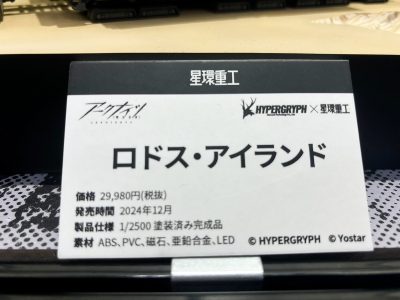 星環重工
アークナイツ
HYPERGRYPH × 星環重工
ロドス・アイランド
価格 29,980円(税抜)
発売時間 2024年12月
製品仕様 1/2500 塗装済み完成品
素材 ABS、PVC、磁石、亜鉛合金、LED © HYPERGRYPH © Yostar